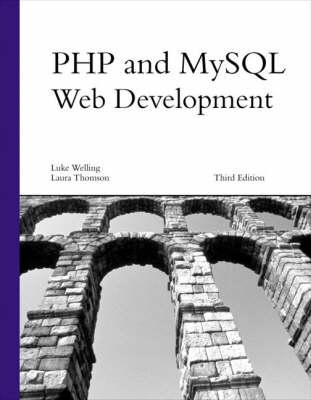 PHP and MySQL
Web Development
Luke Welling
Laura Thomson
Third Edition